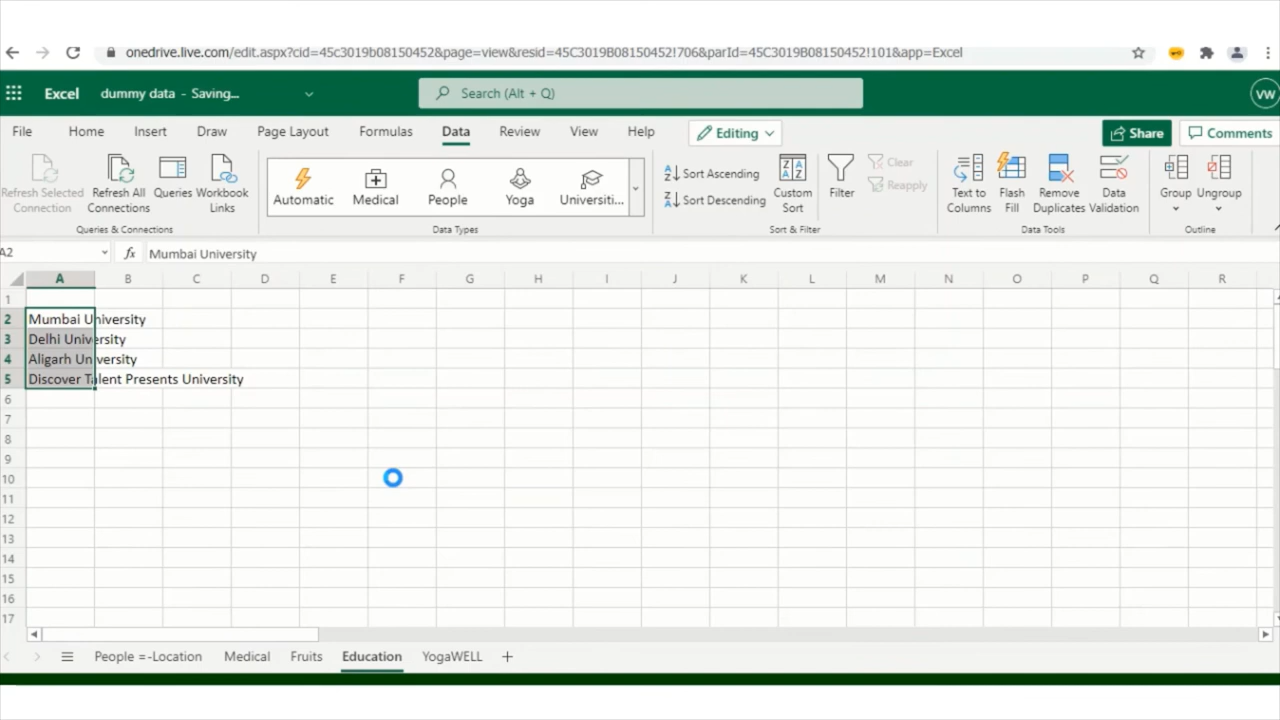 onedrive.live.com/edit.aspx?cid=45c3019b08150452&page=view&resid=45C3019B08150452!706&parId=45C3019B08150452!101&app=Excel
Excel dummy data - Saving... Search (Alt + Q) VW
File Home Insert Draw Page Layout Formulas Data Review View Help Editing Share Comments
Refresh Selected Connection
Refresh All Connections
Queries
Workbook Links
Automatic Medical People Yoga Universiti...
Sort Ascending
Sort Descending
Custom Sort
Filter
Clear
Reapply
Text to Columns
Flash Fill
Remove Duplicates
Data Validation
Group Ungroup
Queries & Connections Data Types Sort & Filter Data Tools Outline
A2 fx Mumbai University
A B C D E F G H I J K L M N O P Q R
1
2 Mumbai University
3 Delhi University
4 Aligarh University
5 Discover Talent Presents University
6
7
8
9
10
11
12
13
14
15
16
17
People =-Location Medical Fruits Education YogaWELL +